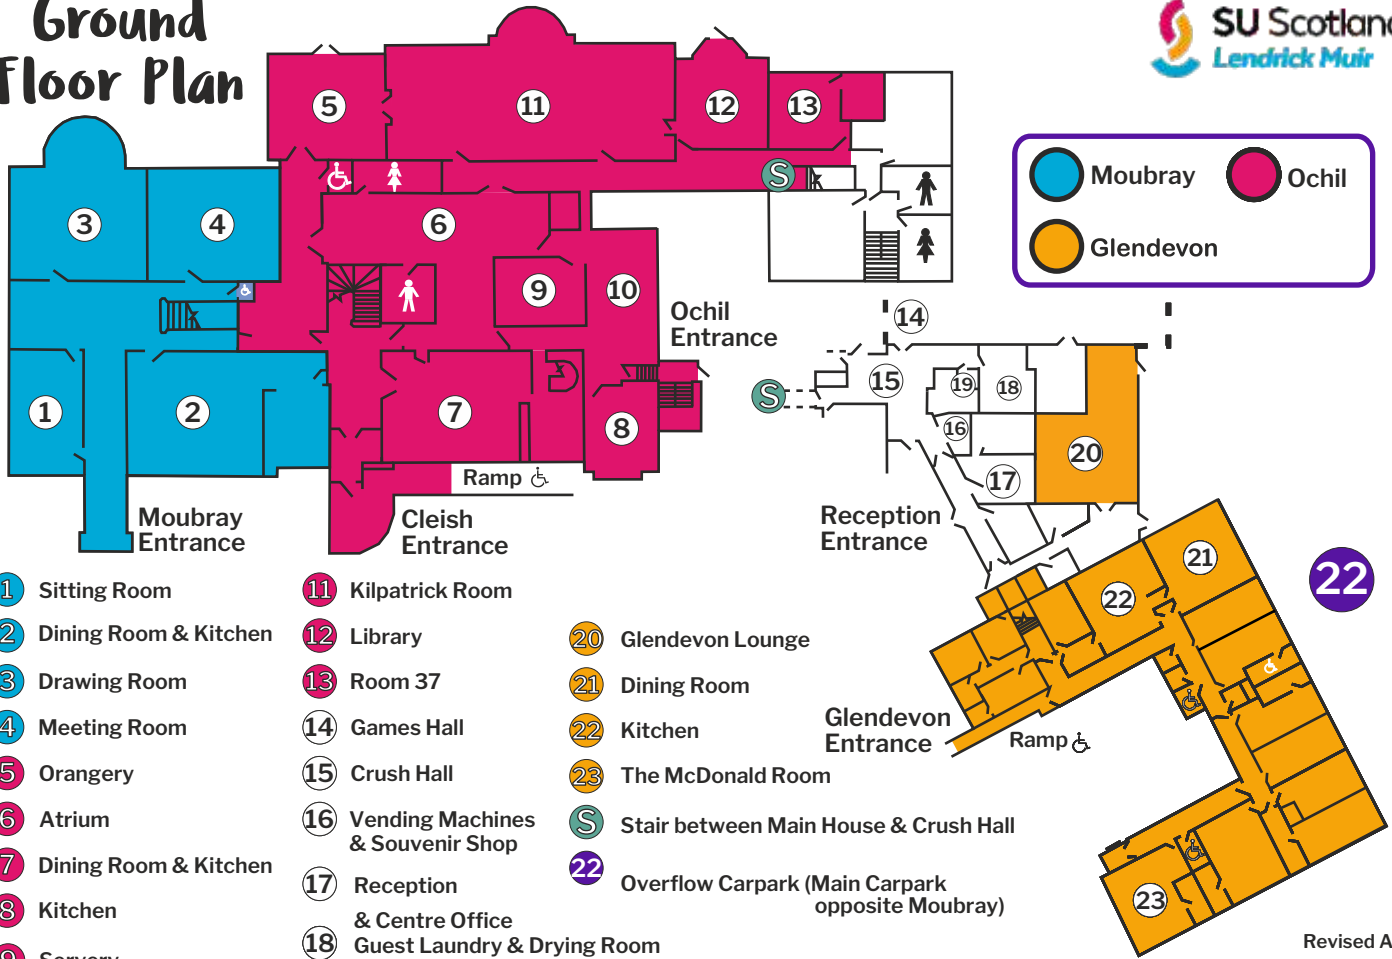 Ground
Floor Plan
SU Scotland
Lendrick Muir
Moubray
Ochil
Glendevon
5
11
12
13
S
3
4
6
9
10
1
2
7
8
Ochil
Entrance
Ramp
Moubray
Entrance
Cleish
Entrance
14
15
19
18
S
16
17
20
Reception
Entrance
21
22
22
Glendevon
Entrance
Ramp
23
1 Sitting Room
2 Dining Room & Kitchen
3 Drawing Room
4 Meeting Room
5 Orangery
6 Atrium
7 Dining Room & Kitchen
8 Kitchen
9 Servery
11 Kilpatrick Room
12 Library
13 Room 37
14 Games Hall
15 Crush Hall
16 Vending Machines
& Souvenir Shop
17 Reception
& Centre Office
18 Guest Laundry & Drying Room
20 Glendevon Lounge
21 Dining Room
22 Kitchen
23 The McDonald Room
S Stair between Main House & Crush Hall
22 Overflow Carpark (Main Carpark
opposite Moubray)
Revised A